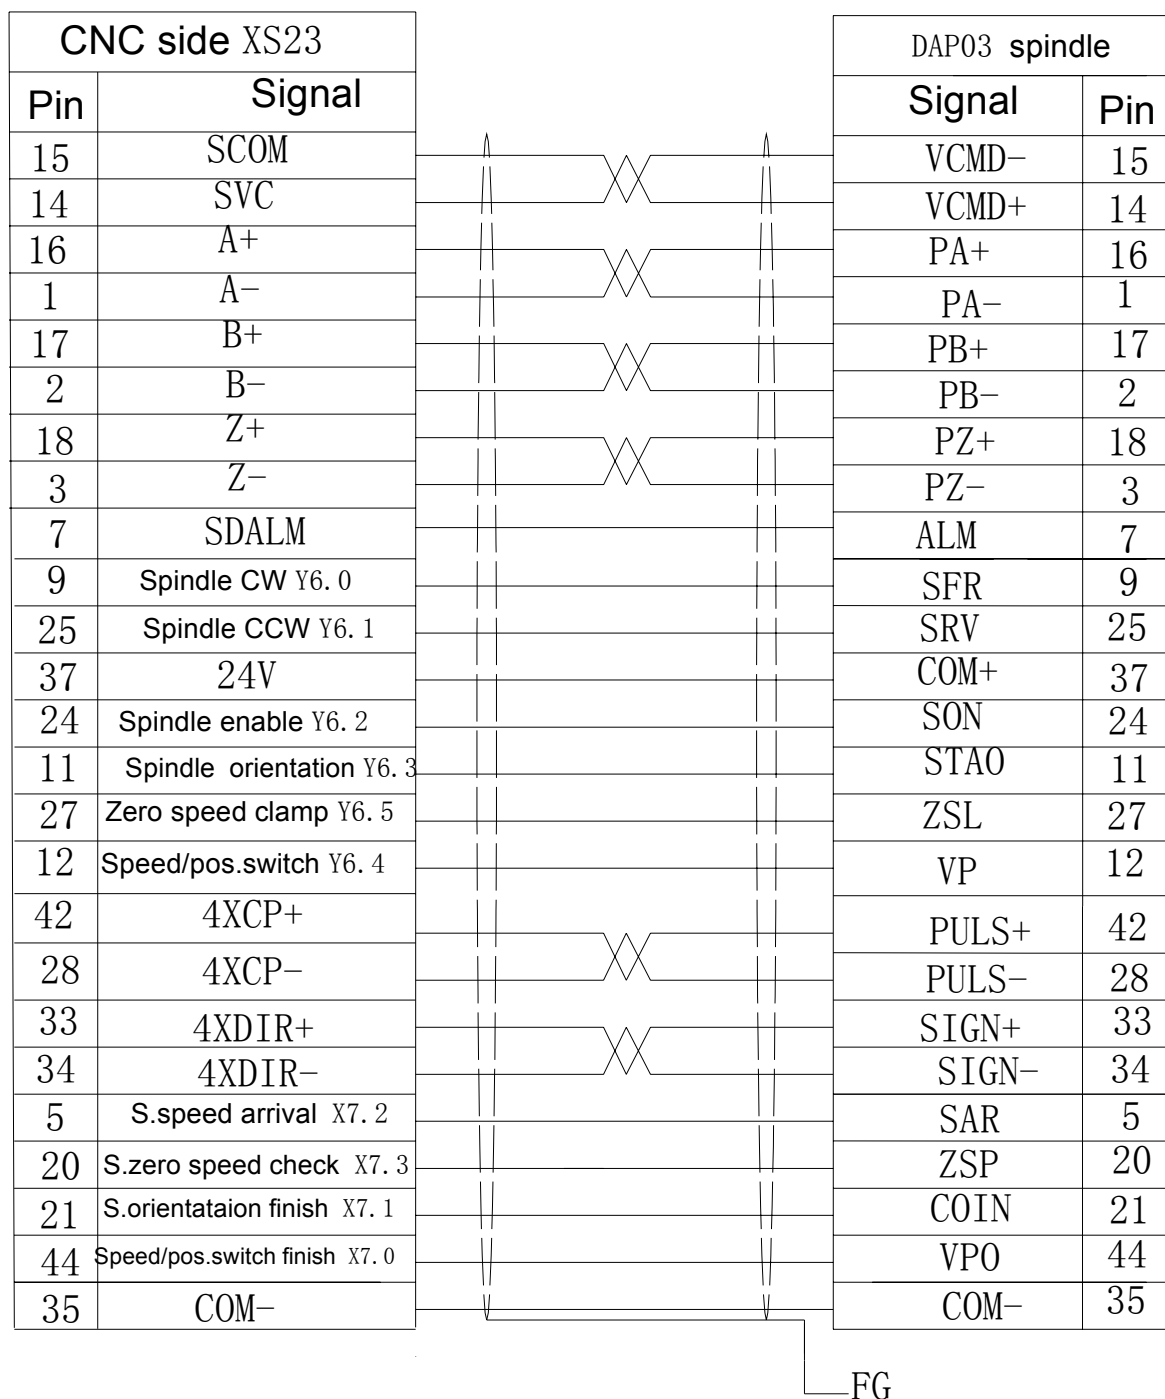 CNC side XS23 DAP03 spindle
Pin Signal Signal Pin
15 SCOM VCMD- 15
14 SVC VCMD+ 14
16 A+ PA+ 16
1 A- PA- 1
17 B+ PB+ 17
2 B- PB- 2
18 Z+ PZ+ 18
3 Z- PZ- 3
7 SDALM ALM 7
9 Spindle CW Y6.0 SFR 9
25 Spindle CCW Y6.1 SRV 25
37 24V COM+ 37
24 Spindle enable Y6.2 SON 24
11 Spindle orientation Y6.3 STAO 11
27 Zero speed clamp Y6.5 ZSL 27
12 Speed/pos.switch Y6.4 VP 12
42 4XCP+ PULS+ 42
28 4XCP- PULS- 28
33 4XDIR+ SIGN+ 33
34 4XDIR- SIGN- 34
5 S.speed arrival X7.2 SAR 5
20 S.zero speed check X7.3 ZSP 20
21 S.orientataion finish X7.1 COIN 21
44 Speed/pos.switch finish X7.0 VPO 44
35 COM- COM- 35
FG